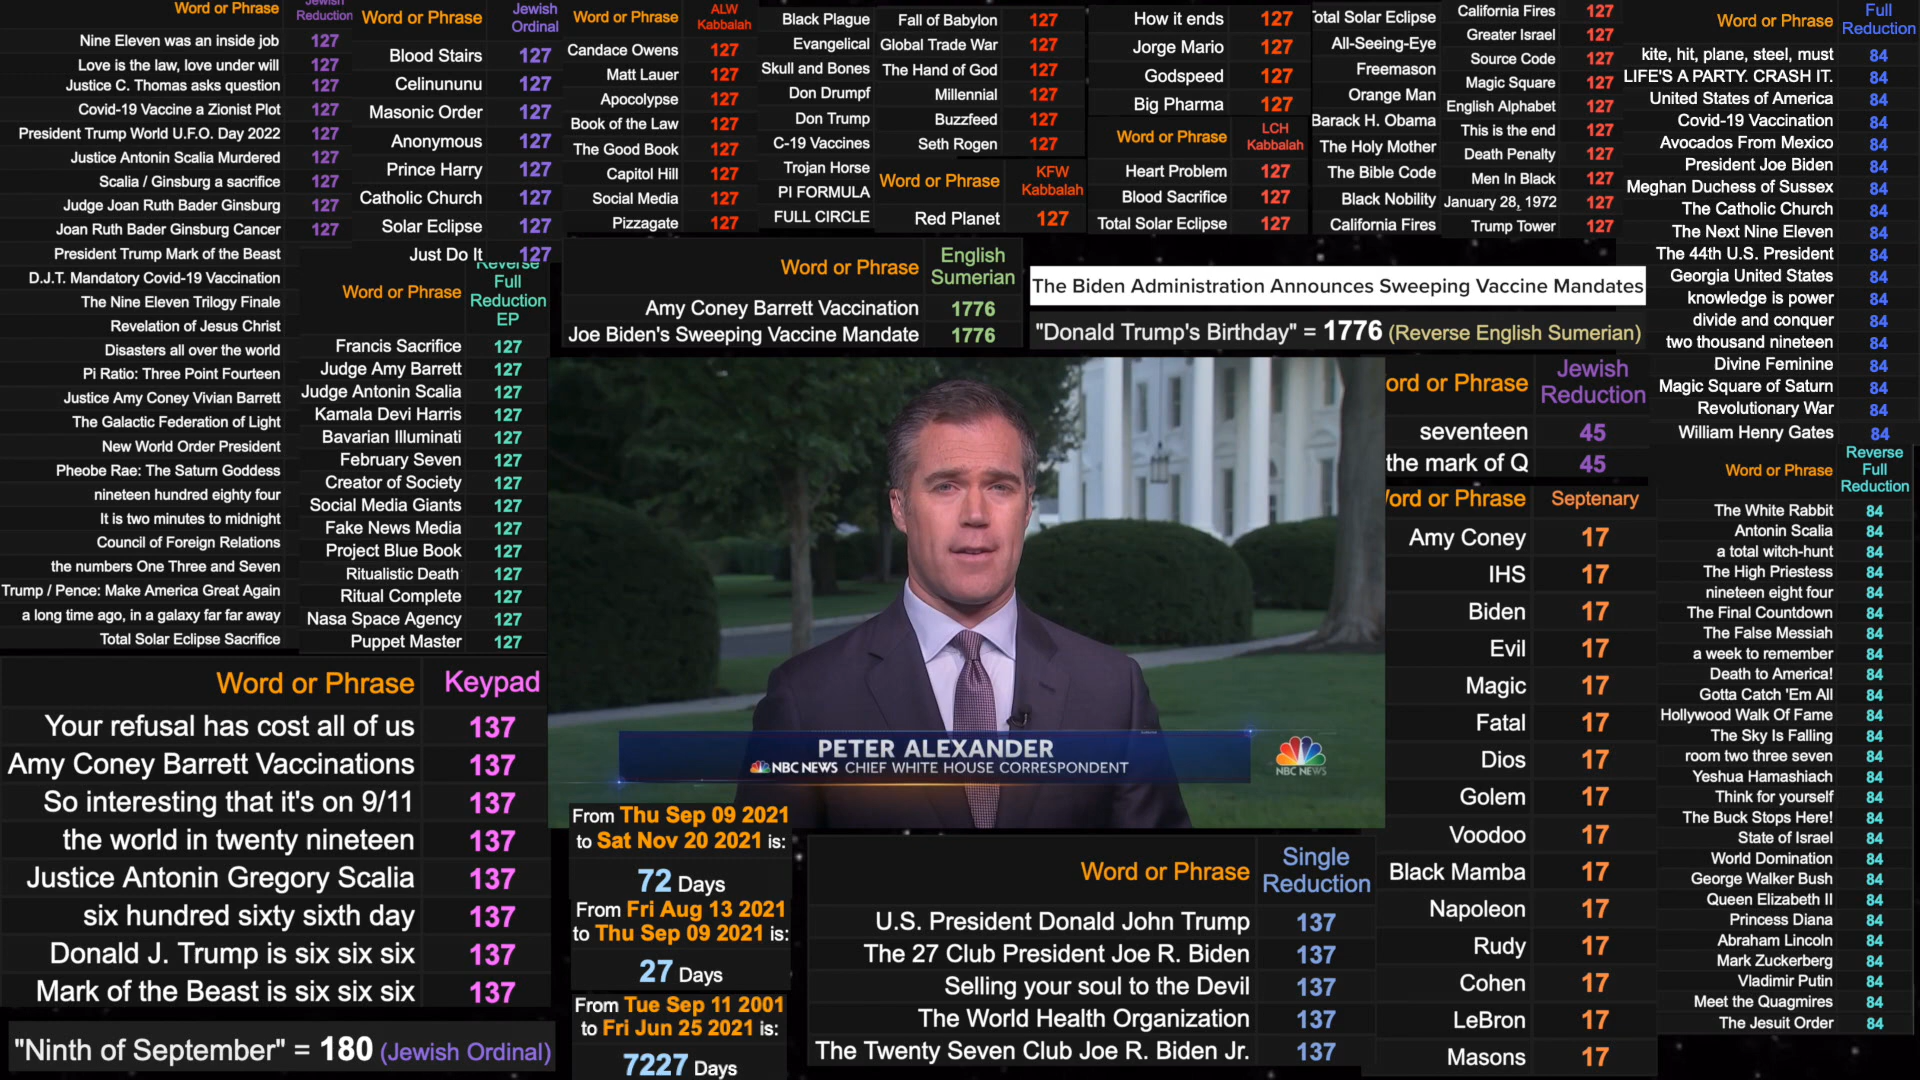 Word or Phrase Jewish Reduction
Nine Eleven was an inside job 127
Love is the law, love under will 127
Justice C. Thomas asks question 127
Covid-19 Vaccine a Zionist Plot 127
President Trump World U.F.O. Day 2022 127
Justice Antonin Scalia Murdered 127
Scalia / Ginsburg a sacrifice 127
Judge Joan Ruth Bader Ginsburg 127
Joan Ruth Bader Ginsburg Cancer 127
President Trump Mark of the Beast
D.J.T. Mandatory Covid-19 Vaccination
The Nine Eleven Trilogy Finale
Revelation of Jesus Christ
Disasters all over the world
Pi Ratio: Three Point Fourteen
Justice Amy Coney Vivian Barrett
The Galactic Federation of Light
New World Order President
Pheobe Rae: The Saturn Goddess
nineteen hundred eighty four
It is two minutes to midnight
Council of Foreign Relations
the numbers One Three and Seven
Trump / Pence: Make America Great Again
a long time ago, in a galaxy far far away
Total Solar Eclipse Sacrifice
Word or Phrase Jewish Ordinal
Blood Stairs 127
Celinununu 127
Masonic Order 127
Anonymous 127
Prince Harry 127
Catholic Church 127
Solar Eclipse 127
Just Do It 127
Word or Phrase Reverse Full Reduction EP
Francis Sacrifice 127
Judge Amy Barrett 127
Judge Antonin Scalia 127
Kamala Devi Harris 127
Bavarian Illuminati 127
February Seven 127
Creator of Society 127
Social Media Giants 127
Fake News Media 127
Project Blue Book 127
Ritualistic Death 127
Ritual Complete 127
Nasa Space Agency 127
Puppet Master 127
Word or Phrase ALW Kabbalah
Candace Owens 127
Matt Lauer 127
Apocolypse 127
Book of the Law 127
The Good Book 127
Capitol Hill 127
Social Media 127
Pizzagate 127
Black Plague
Evangelical
Skull and Bones
Don Drumpf
Don Trump
C-19 Vaccines
Trojan Horse
PI FORMULA
FULL CIRCLE
Fall of Babylon 127
Global Trade War 127
The Hand of God 127
Millennial 127
Buzzfeed 127
Seth Rogen 127
Word or Phrase KFW Kabbalah
Red Planet 127
How it ends 127
Jorge Mario 127
Godspeed 127
Big Pharma 127
Word or Phrase LCH Kabbalah
Heart Problem 127
Blood Sacrifice 127
Total Solar Eclipse 127
Total Solar Eclipse
All-Seeing-Eye
Freemason
Orange Man
Barack H. Obama
The Holy Mother
The Bible Code
Black Nobility
California Fires
California Fires 127
Greater Israel 127
Source Code 127
Magic Square 127
English Alphabet 127
This is the end 127
Death Penalty 127
Men In Black 127
January 28, 1972 127
Trump Tower 127
Word or Phrase Full Reduction
kite, hit, plane, steel, must 84
LIFE'S A PARTY. CRASH IT. 84
United States of America 84
Covid-19 Vaccination 84
Avocados From Mexico 84
President Joe Biden 84
Meghan Duchess of Sussex 84
The Catholic Church 84
The Next Nine Eleven 84
The 44th U.S. President 84
Georgia United States 84
knowledge is power 84
divide and conquer 84
two thousand nineteen 84
Divine Feminine 84
Magic Square of Saturn 84
Revolutionary War 84
William Henry Gates 84
Word or Phrase English Sumerian
Amy Coney Barrett Vaccination 1776
Joe Biden's Sweeping Vaccine Mandate 1776
The Biden Administration Announces Sweeping Vaccine Mandates
"Donald Trump's Birthday" = 1776 (Reverse English Sumerian)
ord or Phrase Jewish Reduction
seventeen 45
the mark of Q 45
Word or Phrase Septenary
Amy Coney 17
IHS 17
Biden 17
Evil 17
Magic 17
Fatal 17
Dios 17
Golem 17
Voodoo 17
Black Mamba 17
Napoleon 17
Rudy 17
Cohen 17
LeBron 17
Masons 17
Word or Phrase Reverse Full Reduction
The White Rabbit 84
Antonin Scalia 84
a total witch-hunt 84
The High Priestess 84
nineteen eight four 84
The Final Countdown 84
The False Messiah 84
a week to remember 84
Death to America! 84
Gotta Catch 'Em All 84
Hollywood Walk Of Fame 84
The Sky Is Falling 84
room two three seven 84
Yeshua Hamashiach 84
Think for yourself 84
The Buck Stops Here! 84
State of Israel 84
World Domination 84
George Walker Bush 84
Queen Elizabeth II 84
Princess Diana 84
Abraham Lincoln 84
Mark Zuckerberg 84
Vladimir Putin 84
Meet the Quagmires 84
The Jesuit Order 84
Word or Phrase Keypad
Your refusal has cost all of us 137
Amy Coney Barrett Vaccinations 137
So interesting that it's on 9/11 137
the world in twenty nineteen 137
Justice Antonin Gregory Scalia 137
six hundred sixty sixth day 137
Donald J. Trump is six six six 137
Mark of the Beast is six six six 137
"Ninth of September" = 180 (Jewish Ordinal)
PETER ALEXANDER
NBC NEWS CHIEF WHITE HOUSE CORRESPONDENT
NBC NEWS
From Thu Sep 09 2021
to Sat Nov 20 2021 is:
72 Days
From Fri Aug 13 2021
to Thu Sep 09 2021 is:
27 Days
From Tue Sep 11 2001
to Fri Jun 25 2021 is:
7227 Days
Word or Phrase Single Reduction
U.S. President Donald John Trump 137
The 27 Club President Joe R. Biden 137
Selling your soul to the Devil 137
The World Health Organization 137
The Twenty Seven Club Joe R. Biden Jr. 137